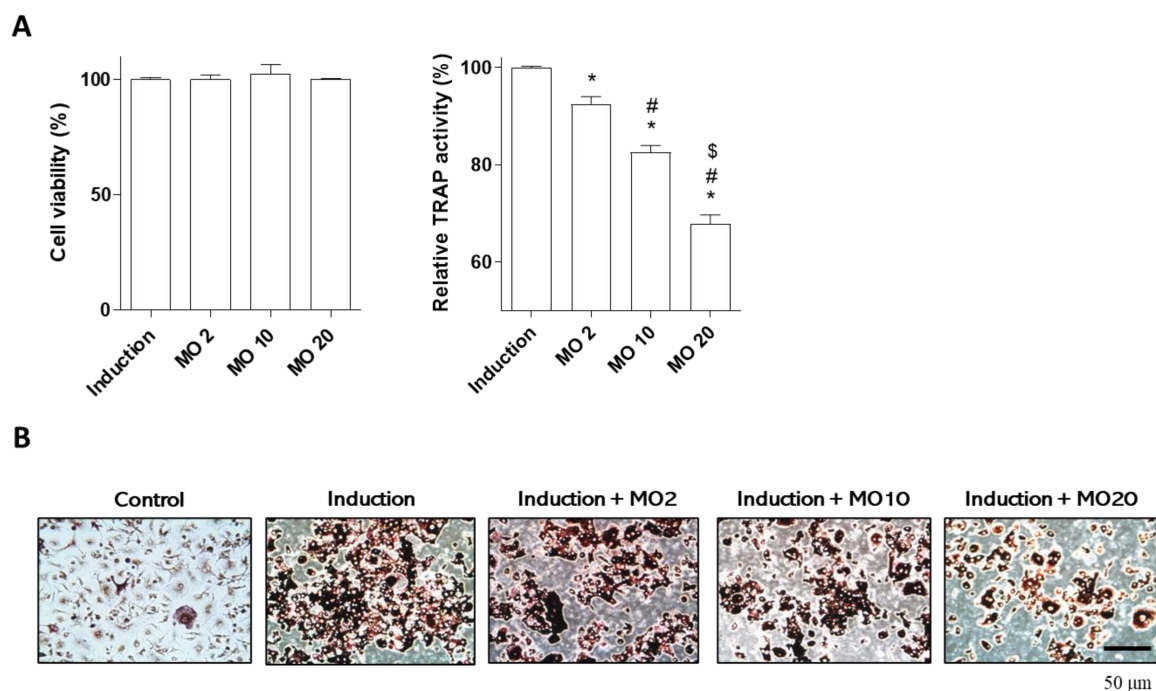 A
Cell viability (%)
100
50
0
Induction
MO 2
MO 10
MO 20
Relative TRAP activity (%)
100
80
60
*
#
*
$
#
*
Induction
MO 2
MO 10
MO 20
B
Control
Induction
Induction + MO2
Induction + MO10
Induction + MO20
50 μm